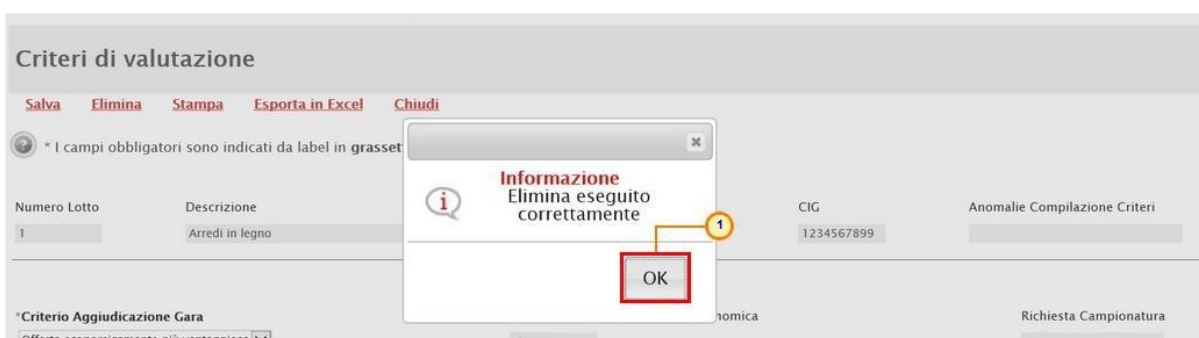 Criteri di valutazione
Salva Elimina Stampa Esporta in Excel Chiudi
* I campi obbligatori sono indicati da label in
Informazione
Elimina eseguito
correttamente
1
OK
Numero Lotto Descrizione CIG Anomalie Compilazione Criteri
1 Arredi in legno 1234567899
*Criterio Aggiudicazione Gara Richiesta Campionatura